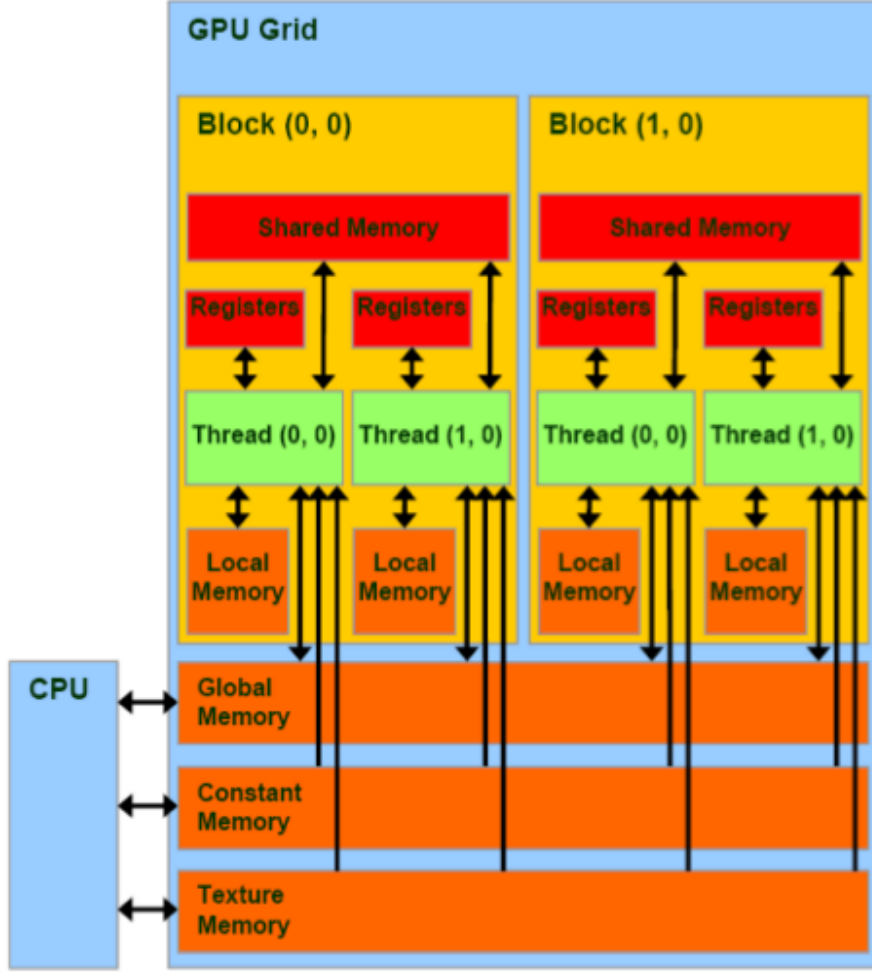 GPU Grid
Block (0, 0)
Block (1, 0)
Shared Memory
Shared Memory
Registers
Registers
Registers
Registers
Thread (0, 0)
Thread (1, 0)
Thread (0, 0)
Thread (1, 0)
Local
Memory
Local
Memory
Local
Memory
Local
Memory
CPU
Global
Memory
Constant
Memory
Texture
Memory